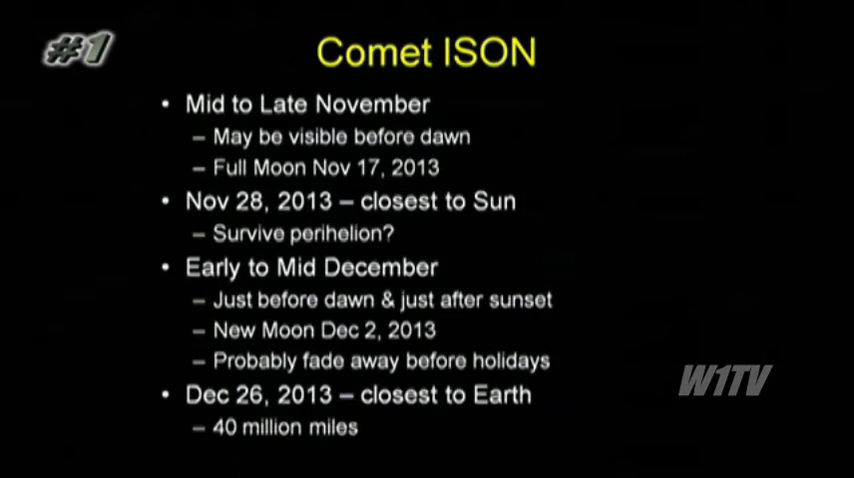 #1
Comet ISON
• Mid to Late November
– May be visible before dawn
– Full Moon Nov 17, 2013
• Nov 28, 2013 – closest to Sun
– Survive perihelion?
• Early to Mid December
– Just before dawn & just after sunset
– New Moon Dec 2, 2013
– Probably fade away before holidays
• Dec 26, 2013 – closest to Earth
– 40 million miles
W1TV